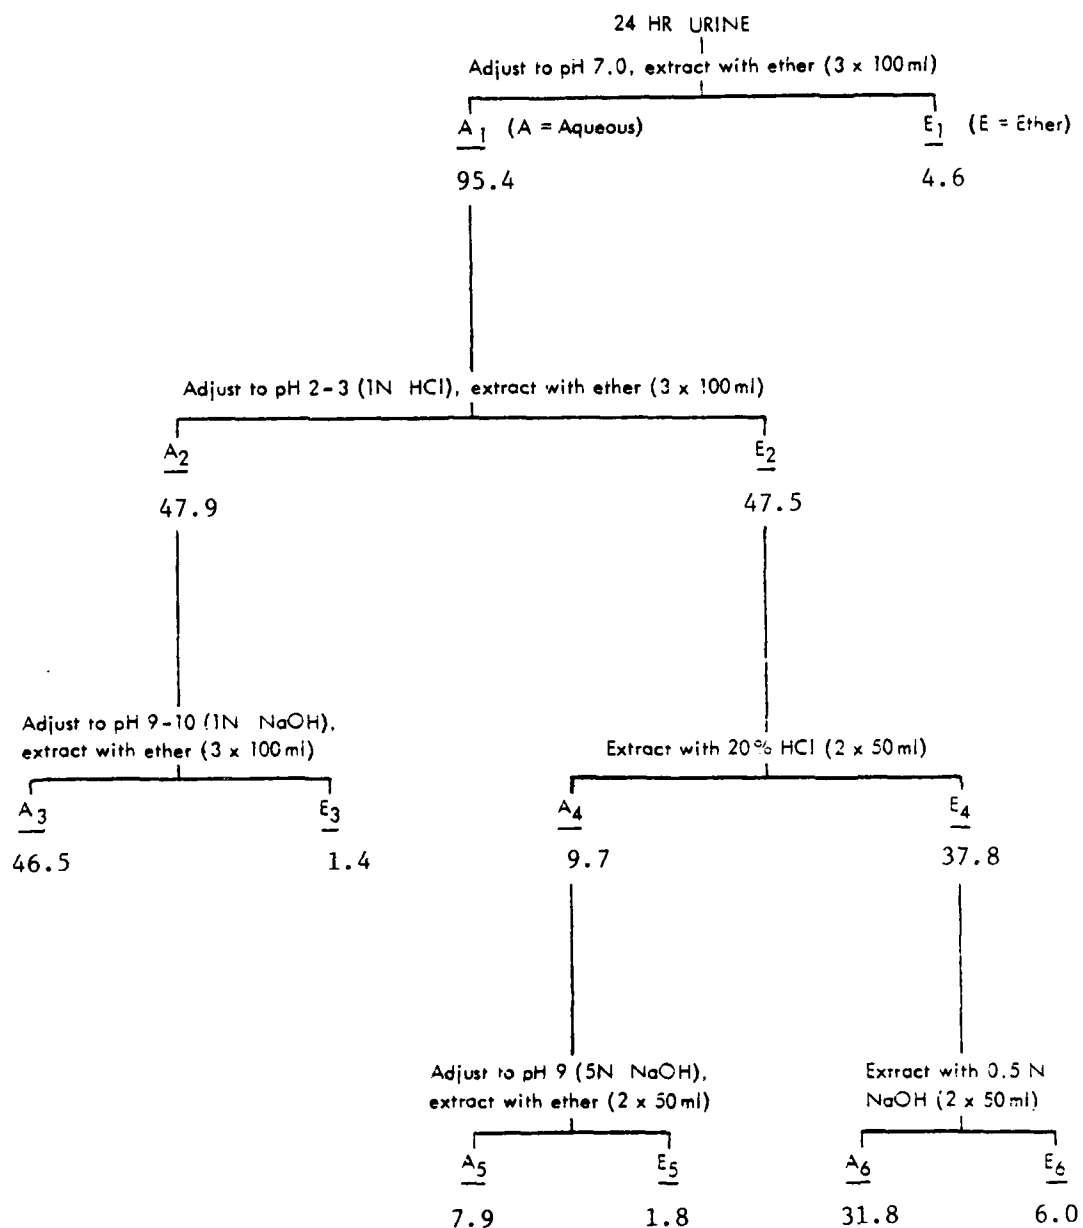 24 HR URINE
Adjust to pH 7.0, extract with ether (3 x 100 ml)
A1 (A = Aqueous)
E1 (E = Ether)
95.4
4.6
Adjust to pH 2-3 (1N HCl), extract with ether (3 x 100 ml)
A2
E2
47.9
47.5
Adjust to pH 9-10 (1N NaOH),
extract with ether (3 x 100 ml)
Extract with 20% HCl (2 x 50 ml)
A3
E3
A4
E4
46.5
1.4
9.7
37.8
Adjust to pH 9 (5N NaOH),
extract with ether (2 x 50 ml)
Extract with 0.5 N
NaOH (2 x 50 ml)
A5
E5
A6
E6
7.9
1.8
31.8
6.0